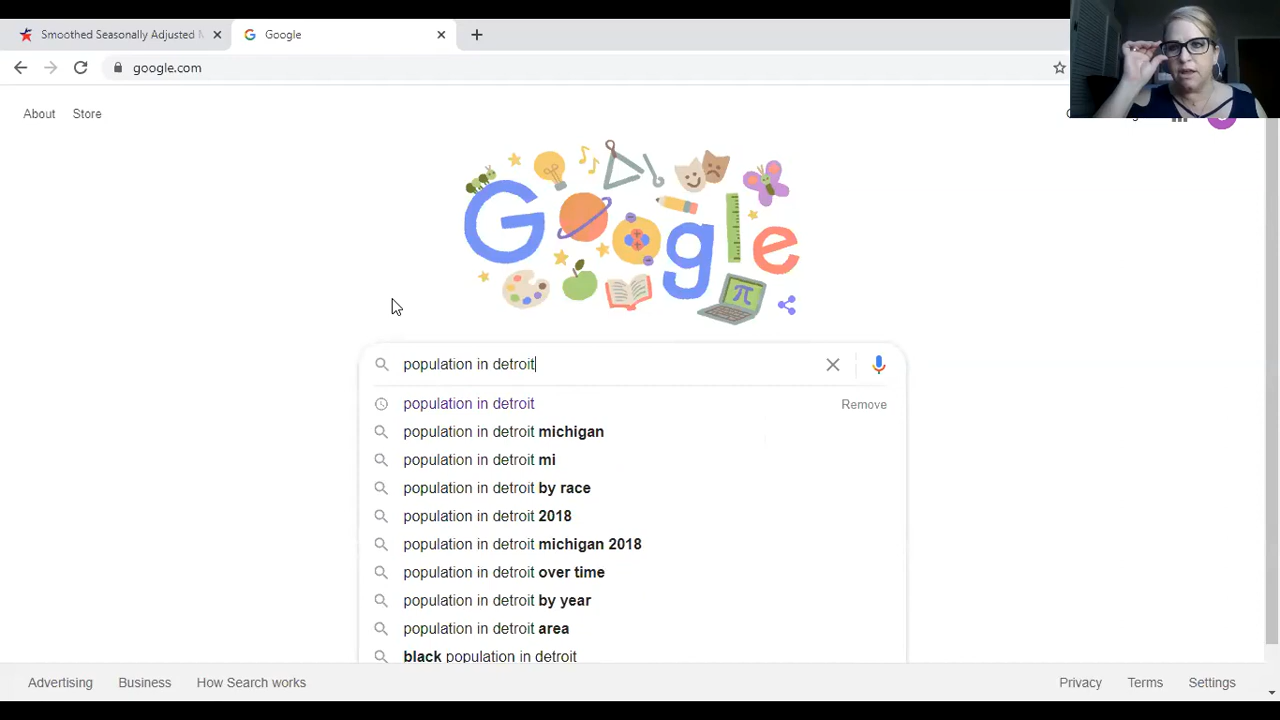 Smoothed Seasonally Adjusted
Google
google.com
About
Store
Google
π
population in detroit
population in detroit
Remove
population in detroit michigan
population in detroit mi
population in detroit by race
population in detroit 2018
population in detroit michigan 2018
population in detroit over time
population in detroit by year
population in detroit area
black population in detroit
Advertising
Business
How Search works
Privacy
Terms
Settings